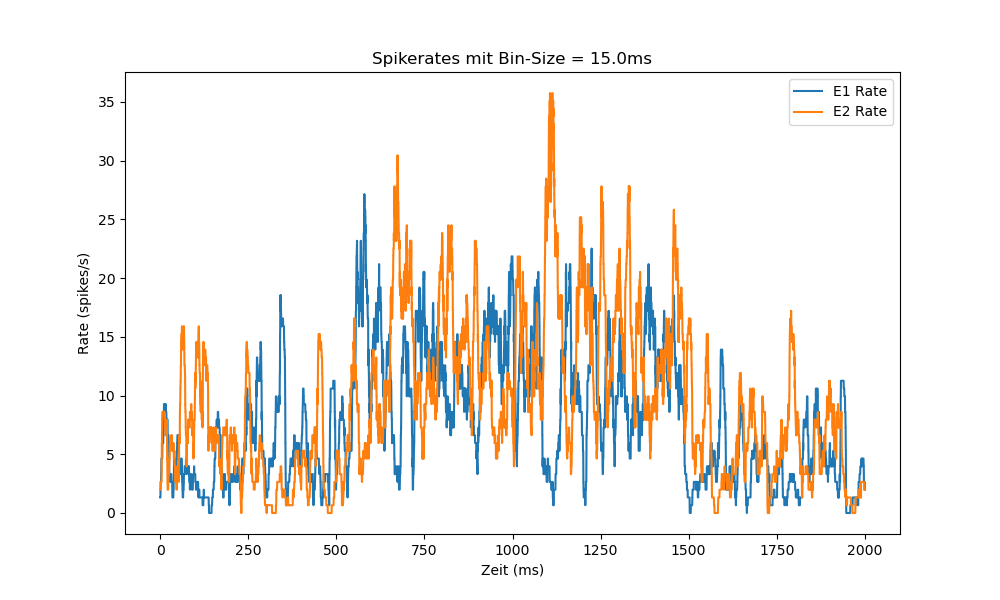 Spikerates mit Bin-Size = 15.0ms
E1 Rate
E2 Rate
Rate (spikes/s)
35
30
25
20
15
10
5
0
0 250 500 750 1000 1250 1500 1750 2000
Zeit (ms)